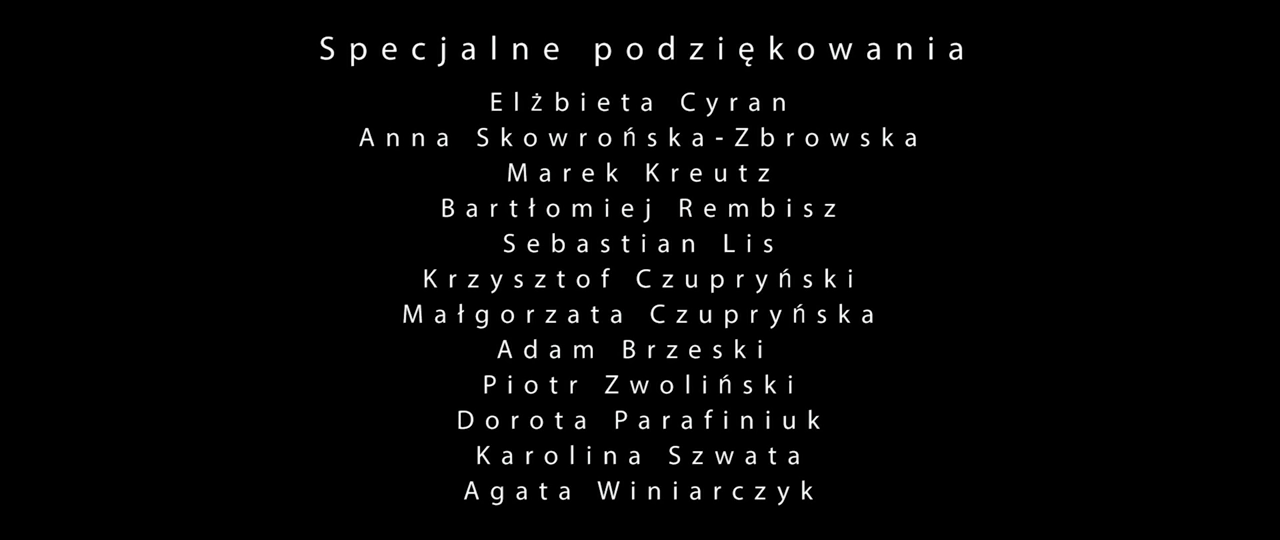 Specjalne podziękowania
Elżbieta Cyran
Anna Skowrońska-Zbrowska
Marek Kreutz
Bartłomiej Rembisz
Sebastian Lis
Krzysztof Czupryński
Małgorzata Czupryńska
Adam Brzeski
Piotr Zwoliński
Dorota Parafiniuk
Karolina Szwata
Agata Winiarczyk